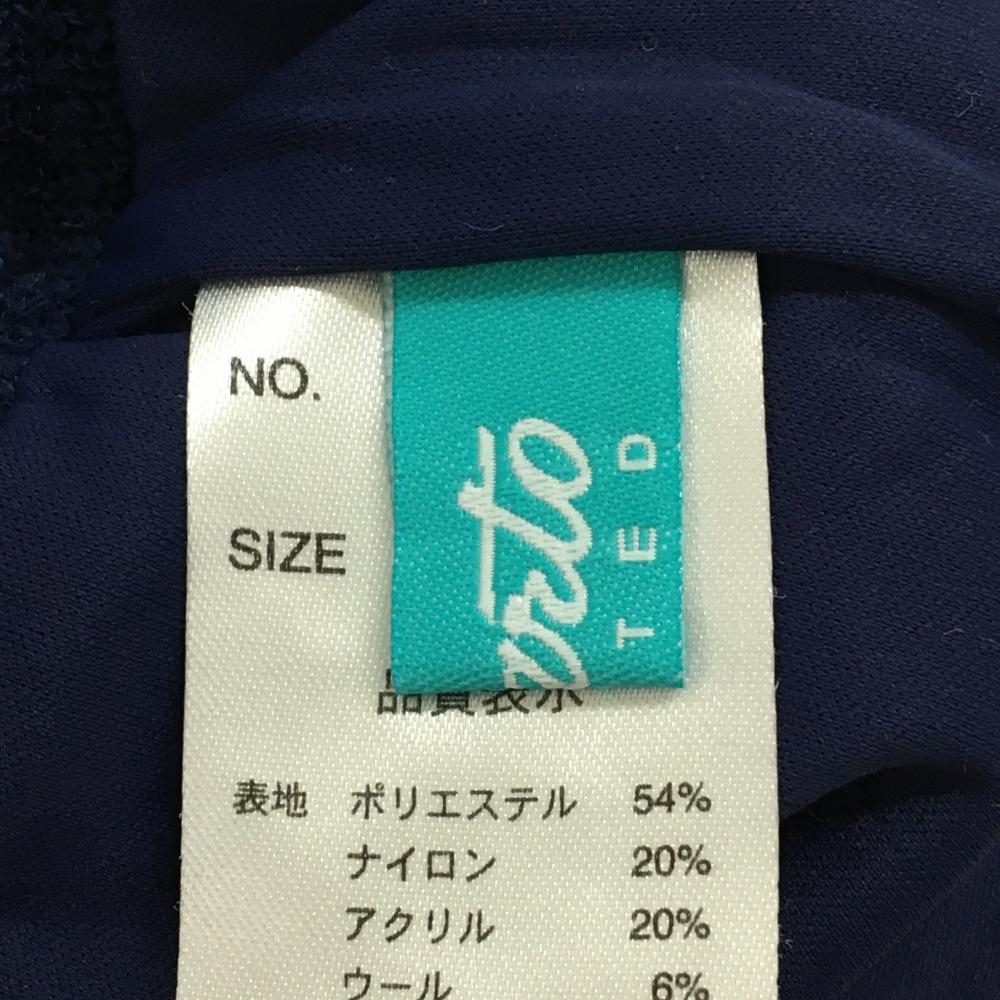 NO.
SIZE
rto
TED
品質表示
表地 ポリエステル 54%
ナイロン 20%
アクリル 20%
ウール 6%